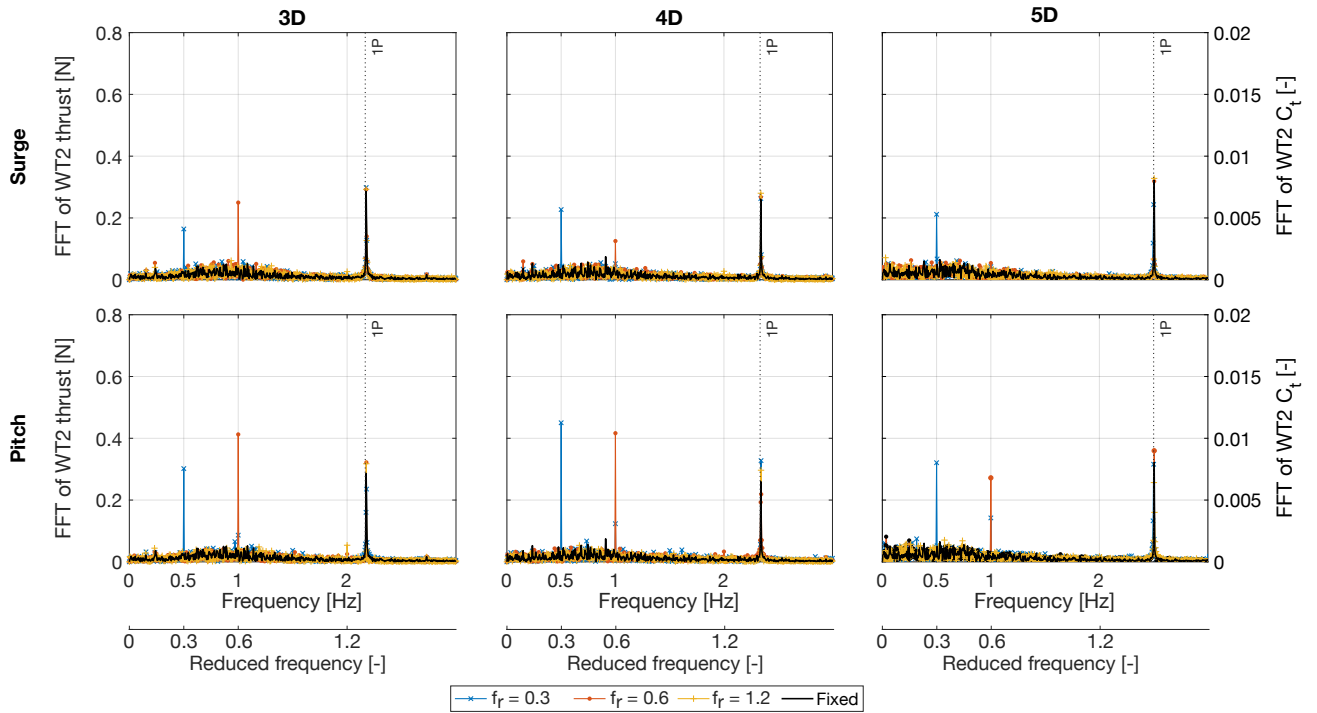 3D 4D 5D
Surge
FFT of WT2 thrust [N]
0.8
0.6
0.4
0.2
0
1P
1P
1P
0.02
0.015
0.01
0.005
0
FFT of WT2 C_t [-]
Pitch
FFT of WT2 thrust [N]
0.8
0.6
0.4
0.2
0
1P
1P
1P
0.02
0.015
0.01
0.005
0
FFT of WT2 C_t [-]
0 0.5 1 2 0 0.5 1 2 0 0.5 1 2
Frequency [Hz] Frequency [Hz] Frequency [Hz]
0 0.3 0.6 1.2 0 0.3 0.6 1.2 0 0.3 0.6 1.2
Reduced frequency [-] Reduced frequency [-] Reduced frequency [-]
f_r = 0.3 f_r = 0.6 f_r = 1.2 Fixed